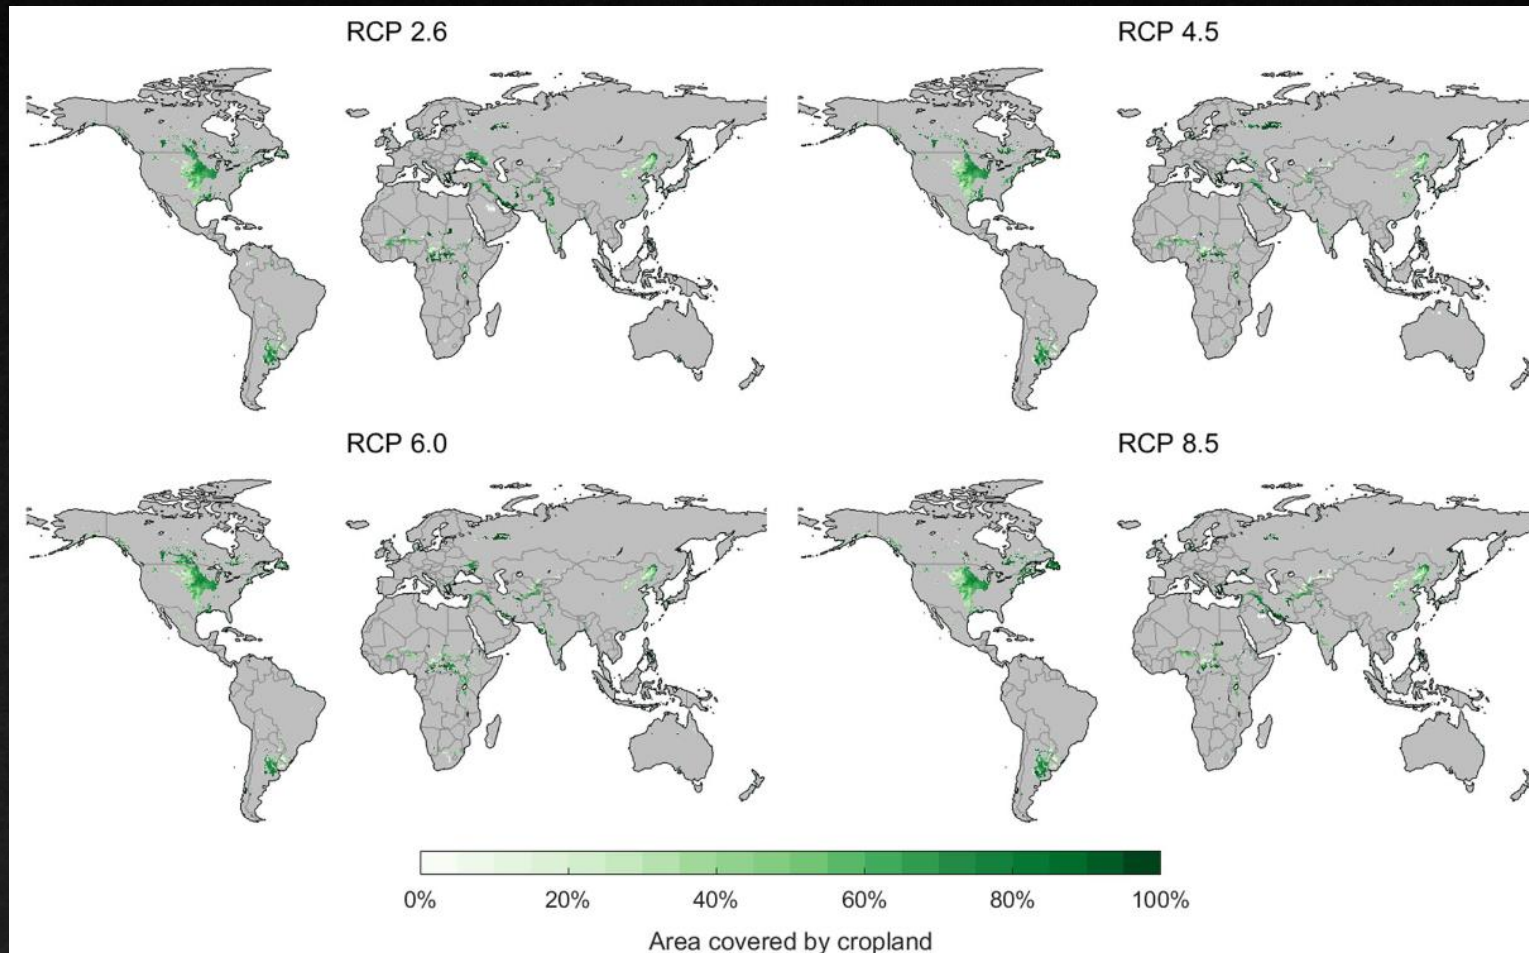 RCP 2.6
RCP 4.5
RCP 6.0
RCP 8.5
0% 20% 40% 60% 80% 100%
Area covered by cropland